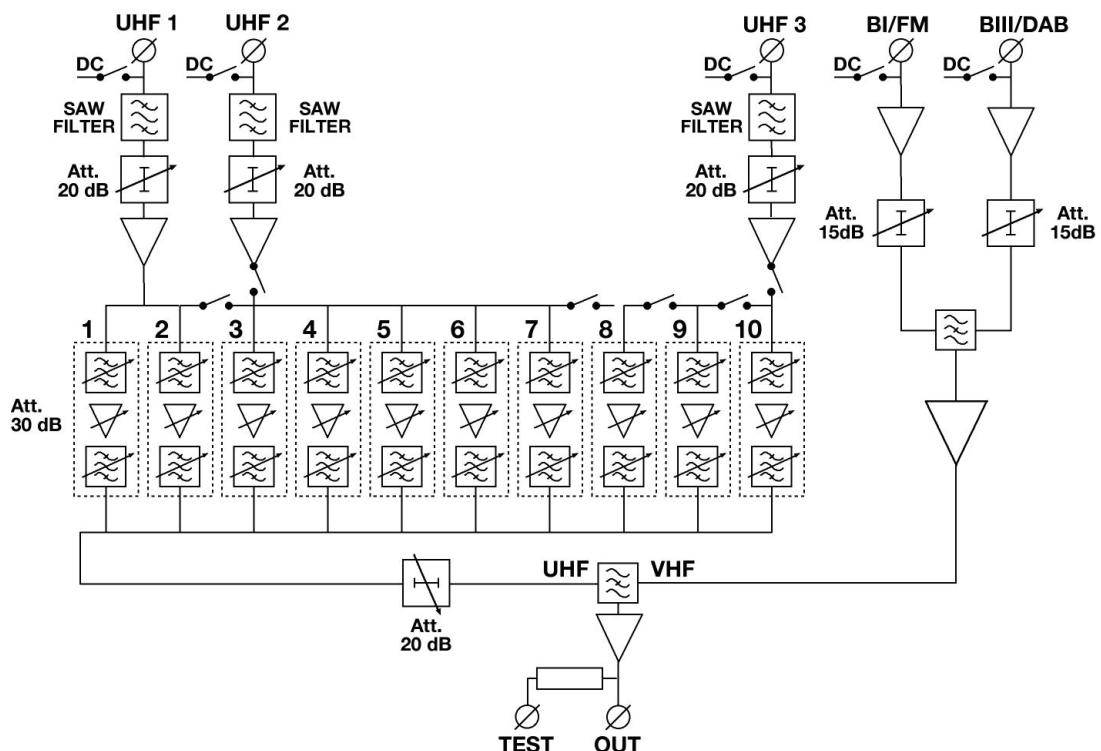 UHF 1
UHF 2
UHF 3
BI/FM
BIII/DAB
DC
DC
DC
DC
DC
SAW
FILTER
SAW
FILTER
SAW
FILTER
Att.
20 dB
Att.
20 dB
Att.
20 dB
Att.
15dB
Att.
15dB
1
2
3
4
5
6
7
8
9
10
Att.
30 dB
UHF
VHF
Att.
20 dB
TEST
OUT